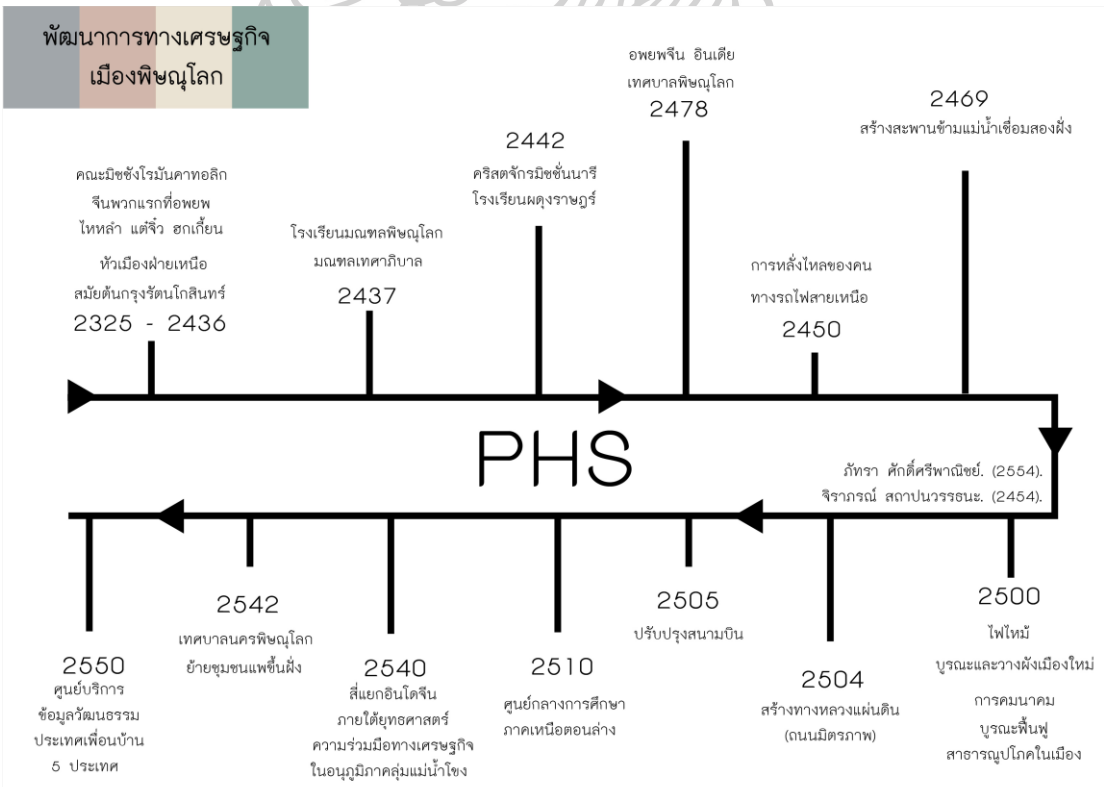 พัฒนาการทางเศรษฐกิจ
เมืองพิษณุโลก
คณะมิชชังโรมันคาทอลิก
จีนพวกแรกที่อพยพ
ไหหลำ แต้จิ๋ว ฮกเกี้ยน
หัวเมืองฝ่ายเหนือ
สมัยต้นกรุงรัตนโกสินทร์
2325 - 2436
โรงเรียนมณฑลพิษณุโลก
มณฑลเทศาภิบาล
2437
2442
คริสตจักรมิชชั่นนารี
โรงเรียนผดุงราษฎร์
อพยพจีน อินเดีย
เทศบาลพิษณุโลก
2478
การหลั่งไหลของคน
ทางรถไฟสายเหนือ
2450
2469
สร้างสะพานข้ามแม่น้ำเชื่อมสองฝั่ง
PHS
ภัทรา ศักดิ์ศรีพาณิชย์. (2554).
จิราภรณ์ สถาปนวรรธนะ. (2454).
2500
ไฟไหม้
บูรณะและวางผังเมืองใหม่
การคมนาคม
บูรณะฟื้นฟู
สาธารณูปโภคในเมือง
2504
สร้างทางหลวงแผ่นดิน
(ถนนมิตรภาพ)
2505
ปรับปรุงสนามบิน
2510
ศูนย์กลางการศึกษา
ภาคเหนือตอนล่าง
2540
สี่แยกอินโดจีน
ภายใต้ยุทธศาสตร์
ความร่วมมือทางเศรษฐกิจ
ในอนุภูมิภาคลุ่มแม่น้ำโขง
2542
เทศบาลนครพิษณุโลก
ย้ายชุมชนแพขึ้นฝั่ง
2550
ศูนย์บริการ
ข้อมูลวัฒนธรรม
ประเทศเพื่อนบ้าน
5 ประเทศ